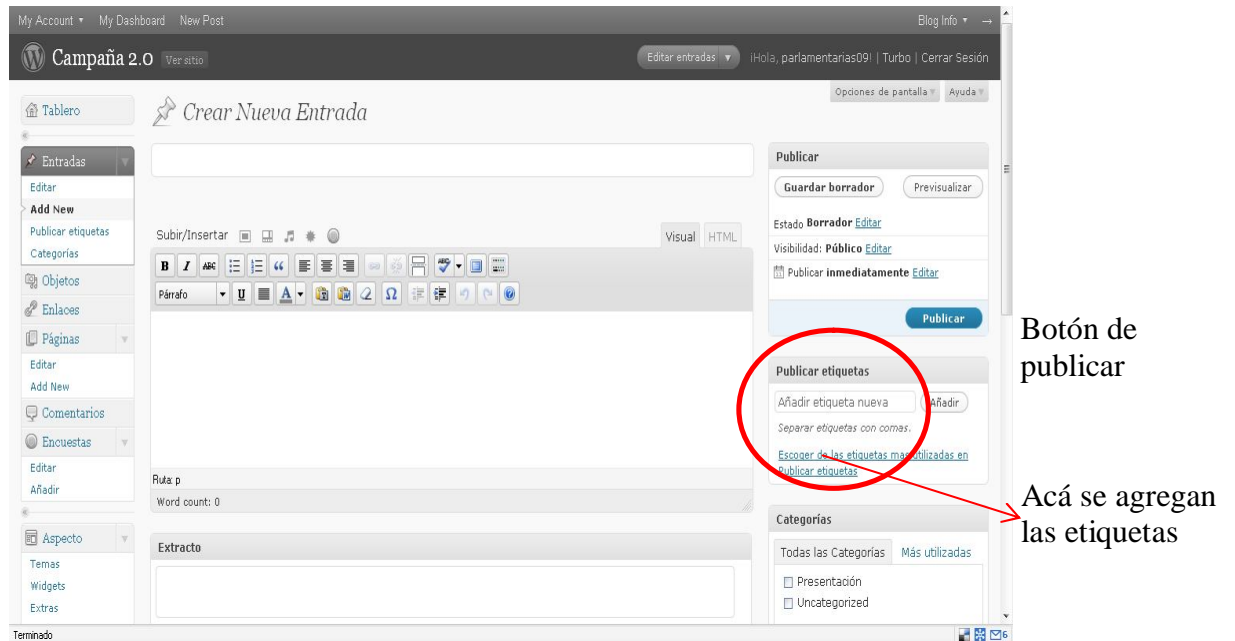 My Account My Dashboard New Post Blog Info →
Campaña 2.0 Ver sitio Editar entradas ¡Hola, parlamentarias09! | Turbo | Cerrar Sesión
Opciones de pantalla Ayuda
Tablero
Crear Nueva Entrada
Entradas
Editar
Add New
Publicar etiquetas
Categorías
Objetos
Enlaces
Páginas
Editar
Add New
Comentarios
Encuestas
Editar
Añadir
Aspecto
Temas
Widgets
Extras
Subir/Insertar Visual HTML
B I ABC “ ABC
Párrafo U A Ω
Ruta: p
Word count: 0
Extracto
Publicar
Guardar borrador Previsualizar
Estado Borrador Editar
Visibilidad: Público Editar
Publicar inmediatamente Editar
Publicar
Publicar etiquetas
Añadir etiqueta nueva Añadir
Separar etiquetas con comas.
Escoger de las etiquetas mas utilizadas en
Publicar etiquetas
Categorías
Todas las Categorías Más utilizadas
Presentación
Uncategorized
Botón de
publicar
Acá se agregan
las etiquetas
Terminado 6